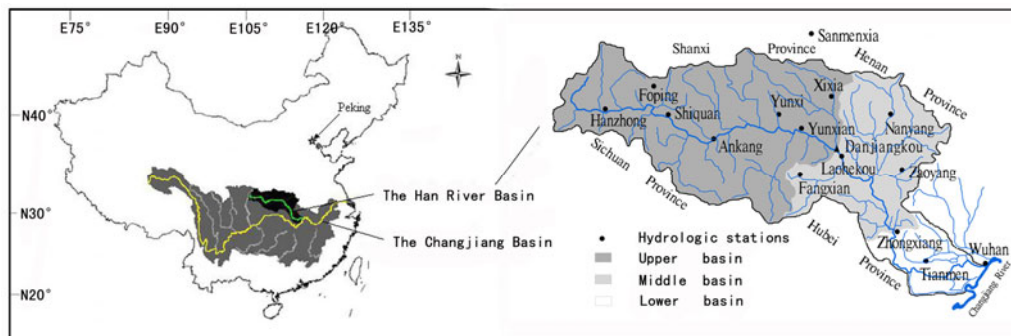 E75° E90° E105° E120° E135°
N40°
N30°
N20°
Peking
The Han River Basin
The Changjiang Basin
Sanmenxia
Shanxi Province Henan Province
Foping
Hanzhong
Shiquan
Ankang
Yunxi
Xixia
Yunxian
Nanyang
Danjiangkou
Laohekou
Fangxian
Zaoyang
Sichuan Province
Hubei Province
Zhongxiang
Tianmen
Wuhan
Changjiang River
Hydrologic stations
Upper basin
Middle basin
Lower basin